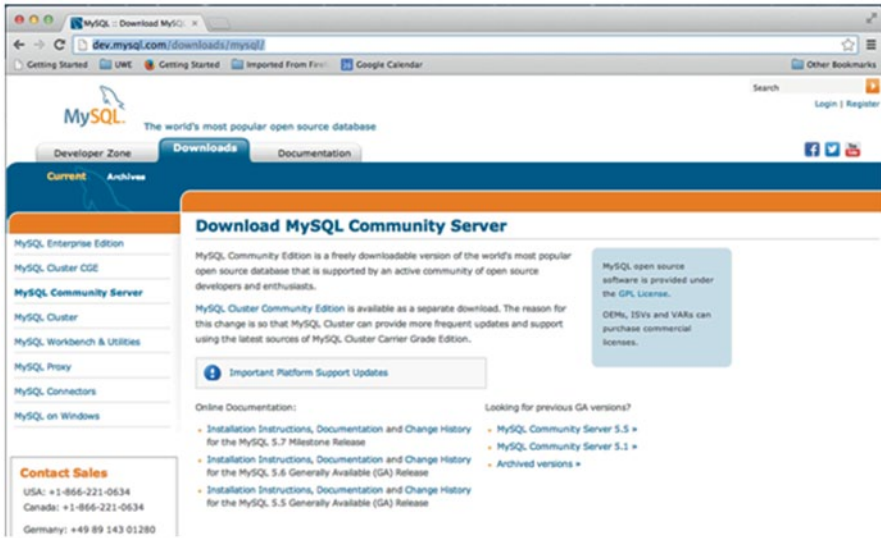 MySQL :: Download MySQL
dev.mysql.com/downloads/mysql/
Getting Started UWE Getting Started Imported From Firef Google Calendar Other Bookmarks
Search
Login | Register
MySQL.
The world's most popular open source database
Developer Zone Downloads Documentation
Current Archives
MySQL Enterprise Edition
MySQL Cluster CGE
MySQL Community Server
MySQL Cluster
MySQL Workbench & Utilities
MySQL Proxy
MySQL Connectors
MySQL on Windows
Contact Sales
USA: +1-866-221-0634
Canada: +1-866-221-0634
Germany: +49 89 143 01280
Download MySQL Community Server
MySQL Community Edition is a freely downloadable version of the world's most popular
open source database that is supported by an active community of open source
developers and enthusiasts.
MySQL Cluster Community Edition is available as a separate download. The reason for
this change is so that MySQL Cluster can provide more frequent updates and support
using the latest sources of MySQL Cluster Carrier Grade Edition.
Important Platform Support Updates
Online Documentation:
Installation Instructions, Documentation and Change History
for the MySQL 5.7 Milestone Release
Installation Instructions, Documentation and Change History
for the MySQL 5.6 Generally Available (GA) Release
Installation Instructions, Documentation and Change History
for the MySQL 5.5 Generally Available (GA) Release
Looking for previous GA versions?
MySQL Community Server 5.5 »
MySQL Community Server 5.1 »
Archived versions »
MySQL open source
software is provided under
the GPL License.
OEMs, ISVs and VARs can
purchase commercial
licenses.